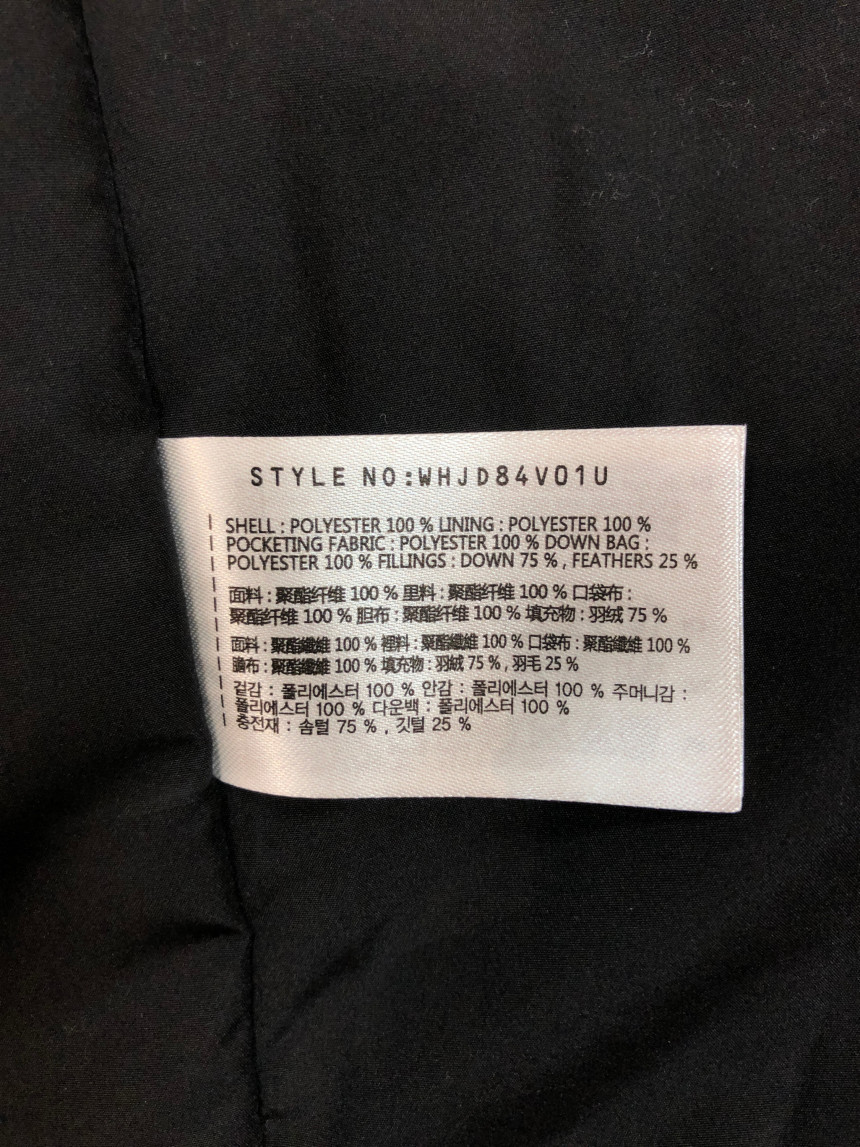 STYLE NO:WHJD84V01U
SHELL : POLYESTER 100 % LINING : POLYESTER 100 %
POCKETING FABRIC : POLYESTER 100 % DOWN BAG :
POLYESTER 100 % FILLINGS : DOWN 75 % , FEATHERS 25 %
面料 : 聚酯纤维 100 % 里料 : 聚酯纤维 100 % 口袋布 :
聚酯纤维 100 % 胆布 : 聚酯纤维 100 % 填充物 : 羽绒 75 %
面料 : 聚酯纖維 100 % 裡料 : 聚酯纖維 100 % 口袋布 : 聚酯纖維 100 %
膽布 : 聚酯纖維 100 % 填充物 : 羽絨 75 % , 羽毛 25 %
겉감 : 폴리에스터 100 % 안감 : 폴리에스터 100 % 주머니감 :
폴리에스터 100 % 다운백 : 폴리에스터 100 %
충전재 : 솜털 75 % , 깃털 25 %